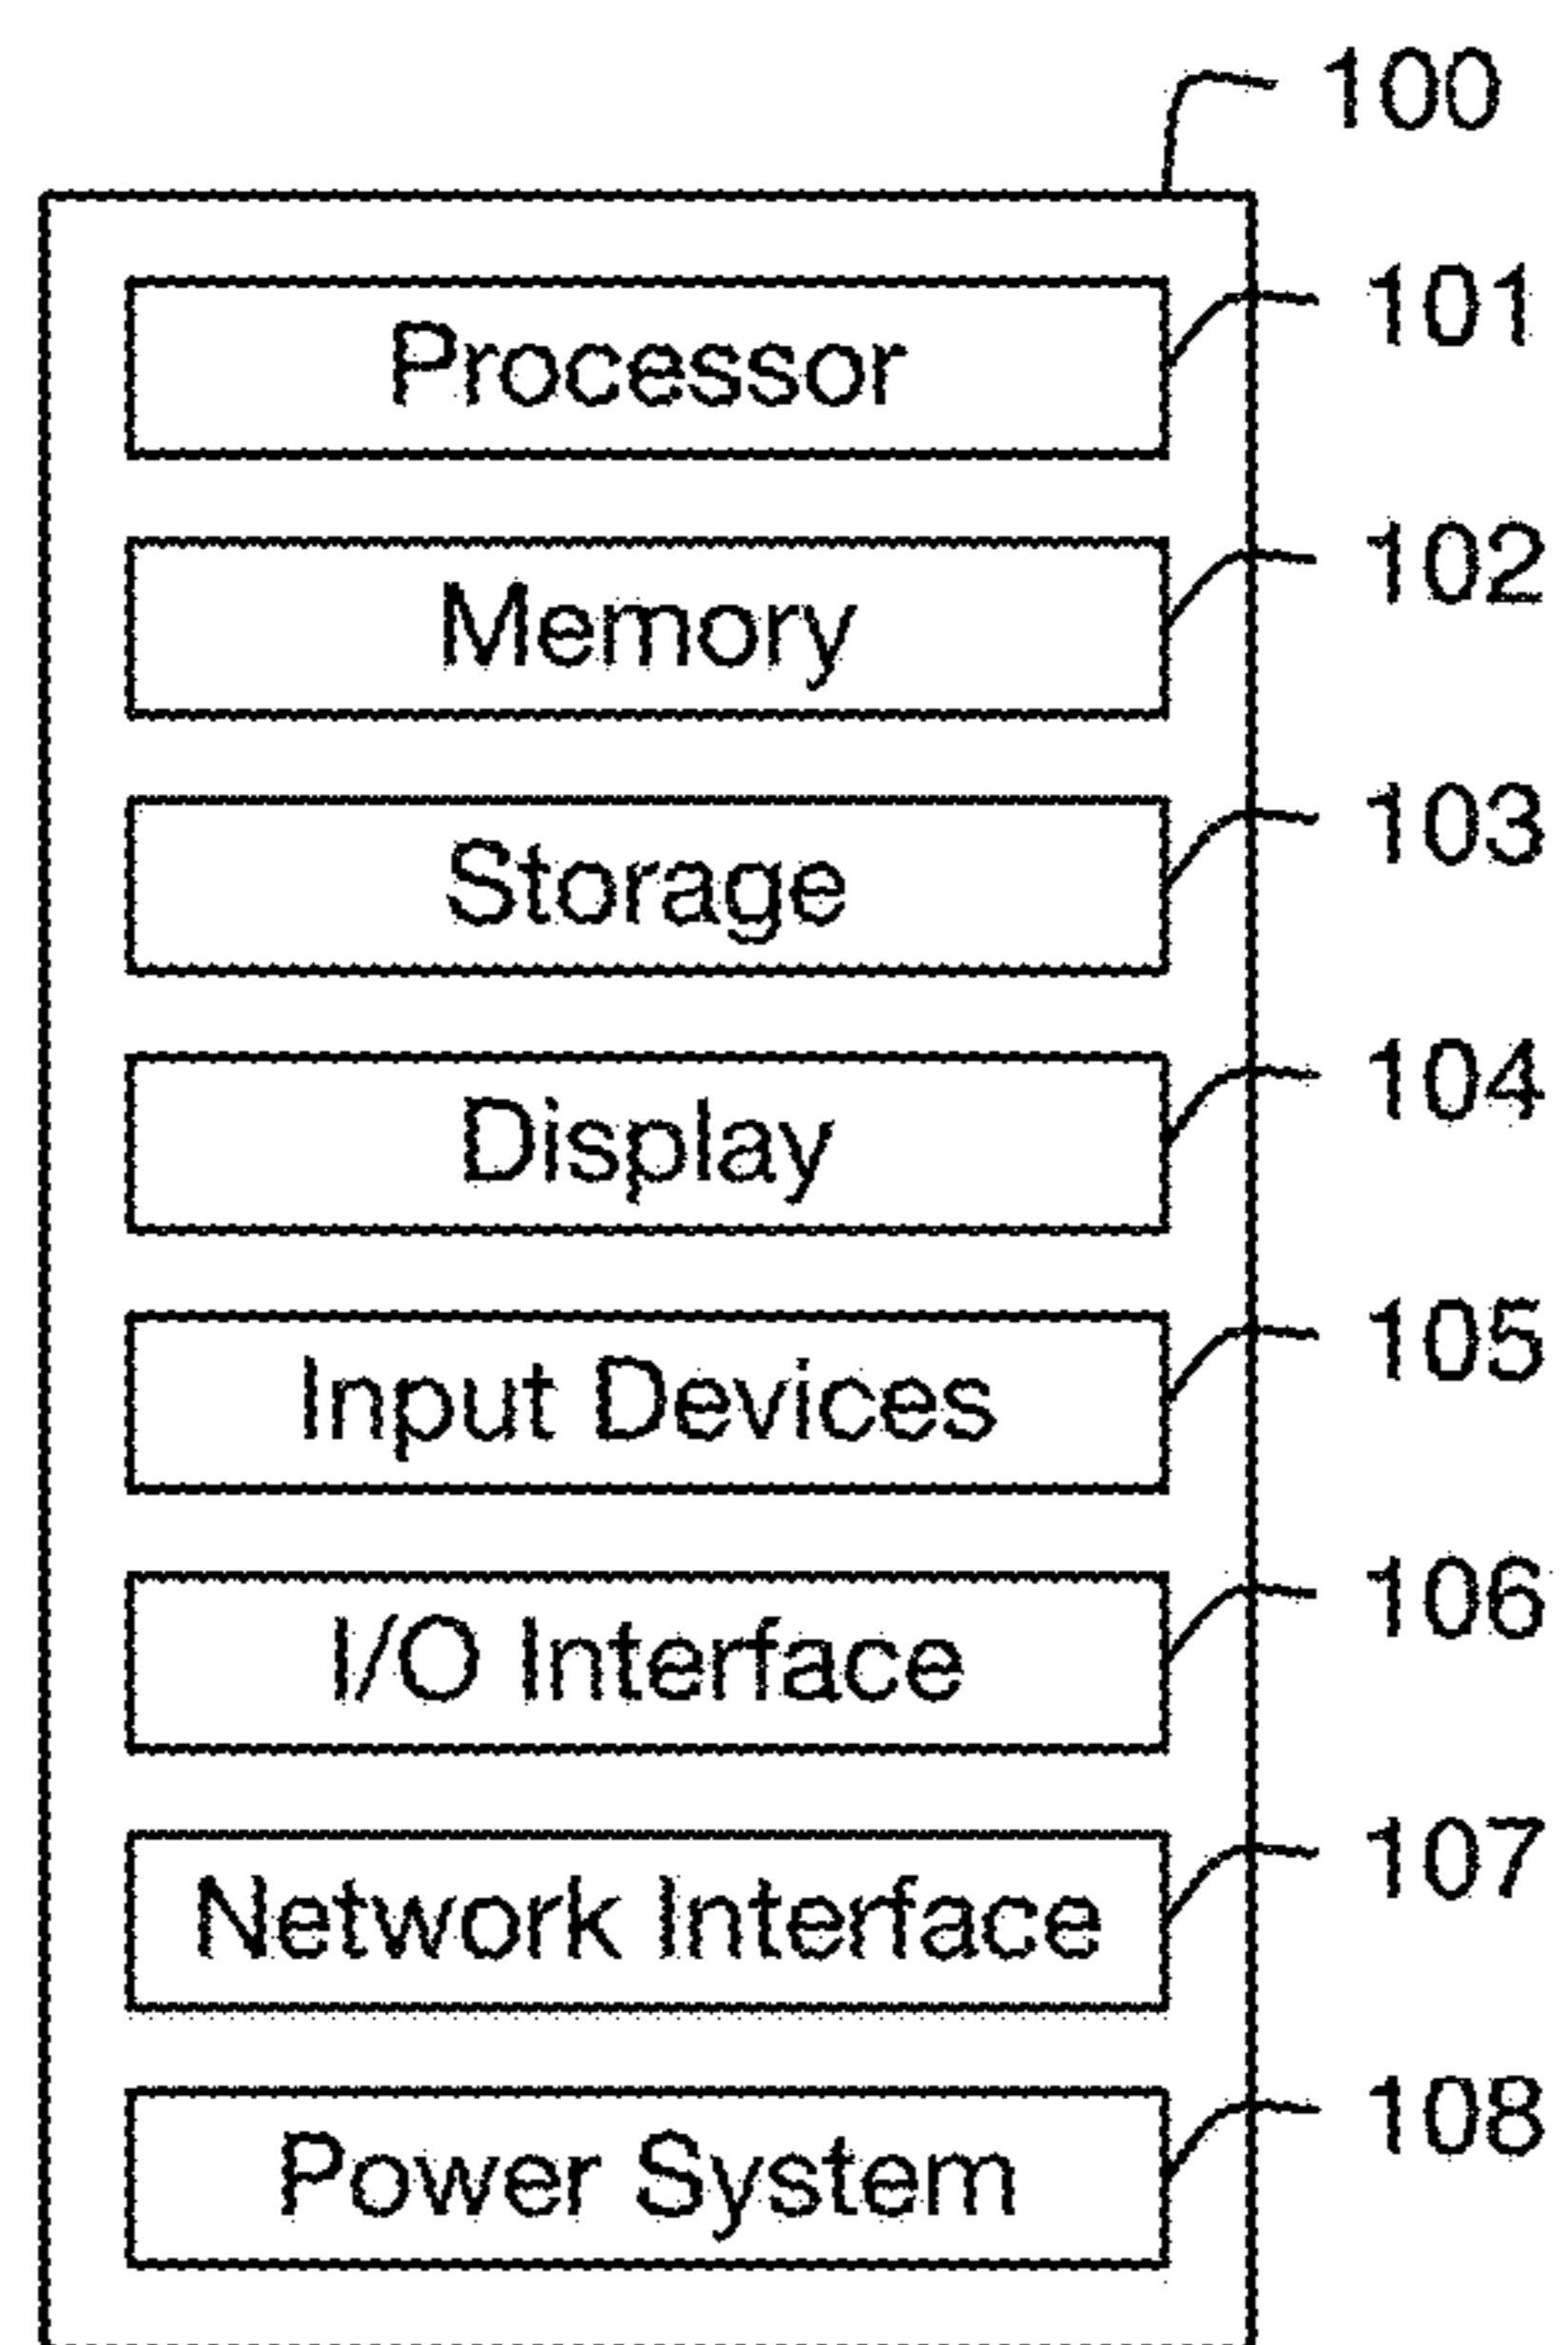 100
Processor 101
Memory 102
Storage 103
Display 104
Input Devices 105
I/O Interface 106
Network Interface 107
Power System 108